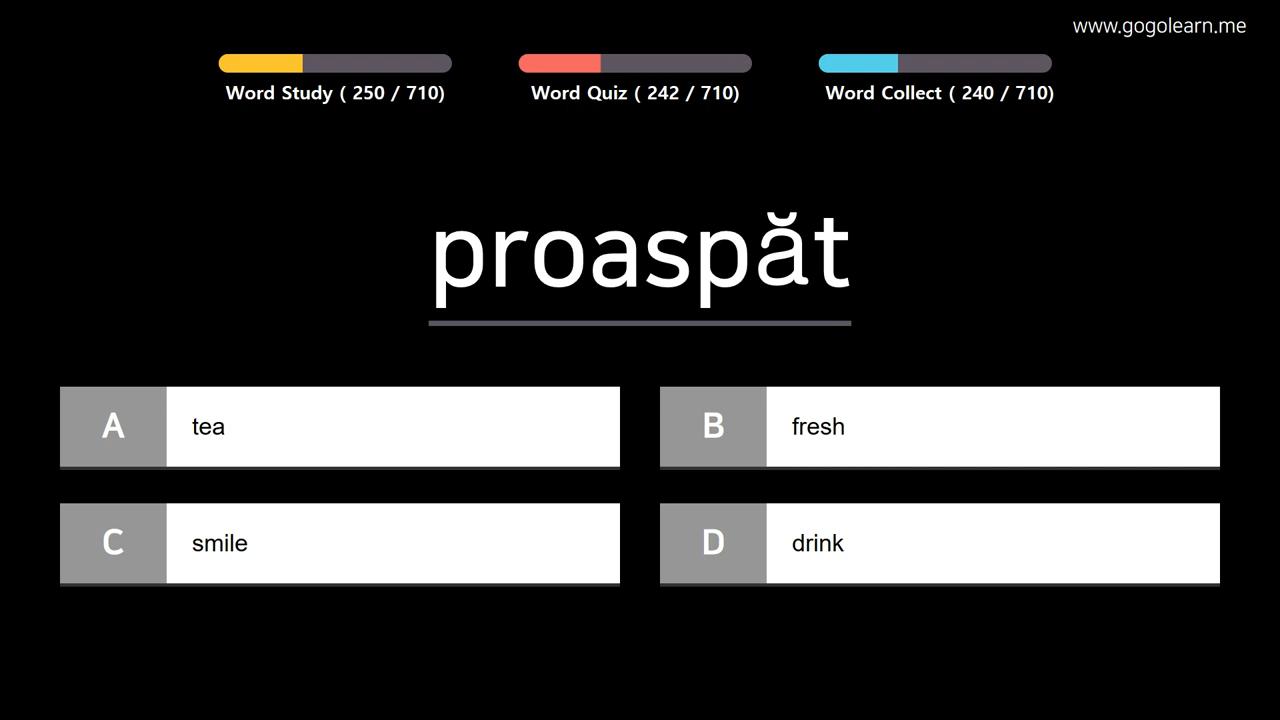 www.gogolearn.me
Word Study ( 250 / 710)
Word Quiz ( 242 / 710)
Word Collect ( 240 / 710)
proaspăt
A tea
B fresh
C smile
D drink